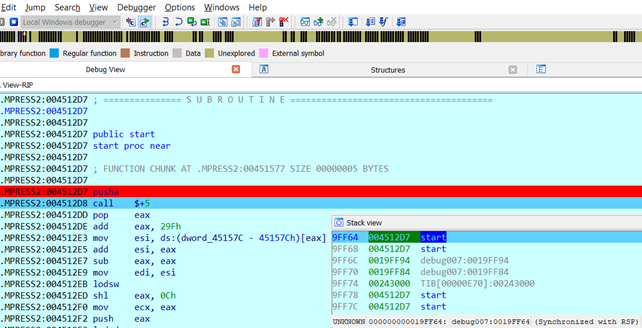 Edit Jump Search View Debugger Options Windows Help
Local Windows debugger
brary function Regular function Instruction Data Unexplored External symbol
Debug View Structures
View-RIP
.MPRESS2:004512D7 ; =============== S U B R O U T I N E =======================================
.MPRESS2:004512D7
.MPRESS2:004512D7
.MPRESS2:004512D7 public start
.MPRESS2:004512D7 start proc near
.MPRESS2:004512D7
.MPRESS2:004512D7 ; FUNCTION CHUNK AT .MPRESS2:00451577 SIZE 00000005 BYTES
.MPRESS2:004512D7
.MPRESS2:004512D7 pusha
.MPRESS2:004512D8 call $+5
.MPRESS2:004512DD pop eax
.MPRESS2:004512DE add eax, 29Fh
.MPRESS2:004512E3 mov esi, ds:(dword_45157C - 45157Ch)[eax]
.MPRESS2:004512E5 add esi, eax
.MPRESS2:004512E7 sub eax, eax
.MPRESS2:004512E9 mov edi, esi
.MPRESS2:004512EB lodsw
.MPRESS2:004512ED shl eax, 0Ch
.MPRESS2:004512F0 mov ecx, eax
.MPRESS2:004512F2 push eax
Stack view
9FF64 004512D7 start
9FF68 004512D7 start
9FF6C 0019FF94 debug007:0019FF94
9FF70 0019FF84 debug007:0019FF84
9FF74 00243000 TIB[00000E70]:00243000
9FF78 004512D7 start
9FF7C 004512D7 start
UNKNOWN 000000000019FF64: debug007:0019FF64 (Synchronized with RSP)